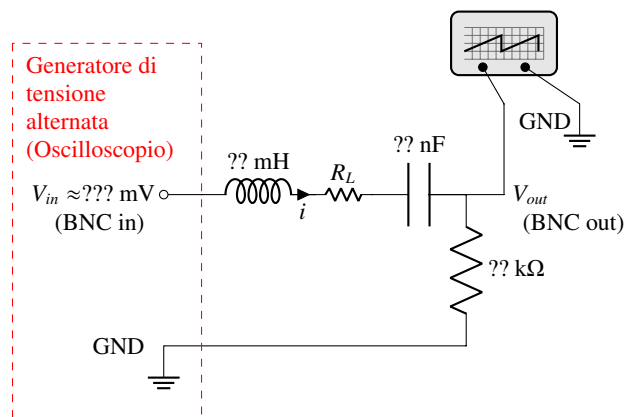 Generatore di
tensione
alternata
(Oscilloscopio)
GND
?? mH
R_L
?? nF
V_in ≈??? mV
(BNC in)
i
V_out
(BNC out)
?? kΩ
GND